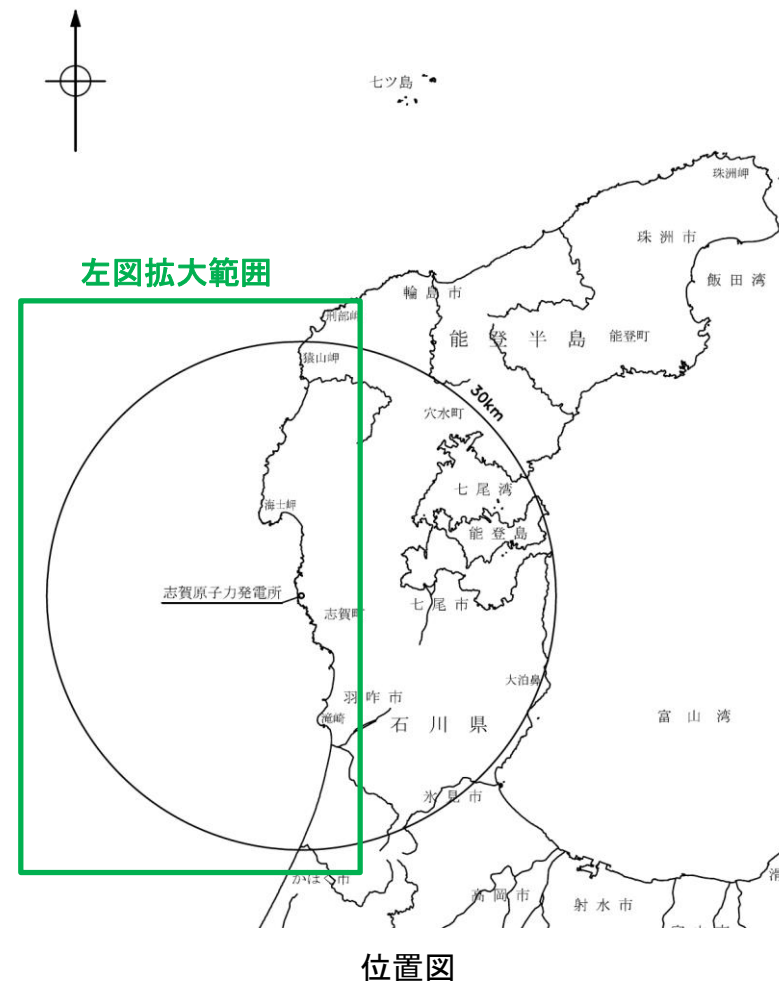 七ツ島
珠洲岬
珠洲市
飯田湾
左図拡大範囲
輪島市
刑部岬
能登半島
能登町
猿山岬
30km
穴水町
七尾湾
海士岬
能登島
志賀原子力発電所
七尾市
志賀町
大泊鼻
羽咋市
滝崎
石川県
富山湾
氷見市
かほく市
高岡市
射水市
位置図